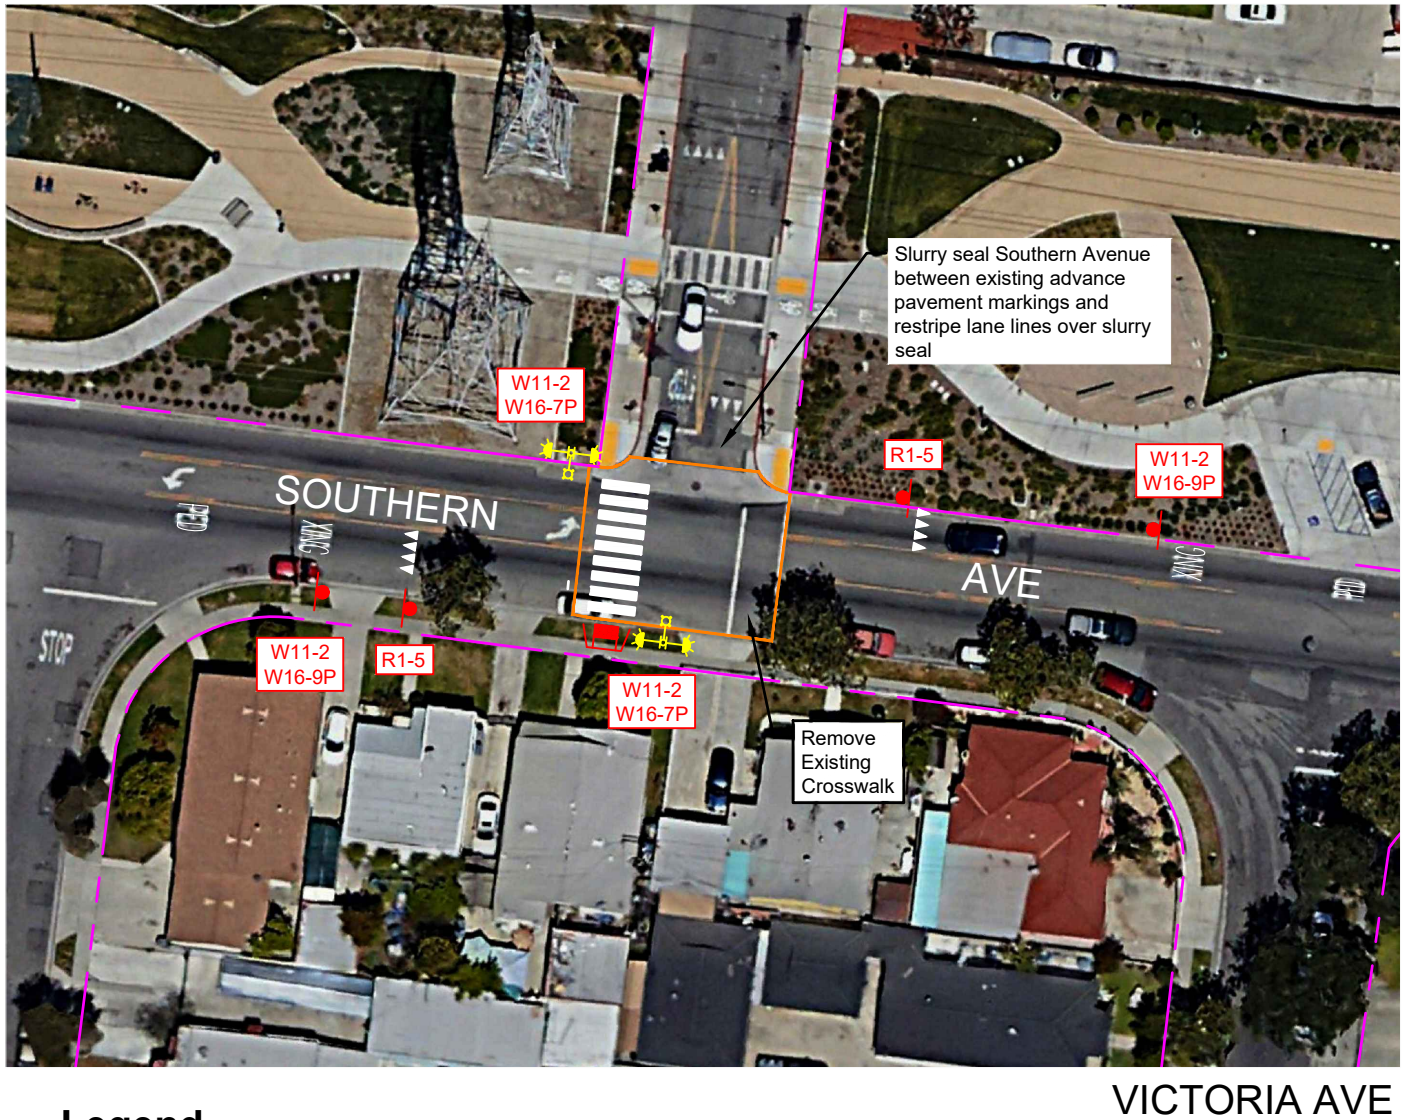 Slurry seal Southern Avenue
between existing advance
pavement markings and
restripe lane lines over slurry
seal
W11-2
W16-7P
R1-5
W11-2
W16-9P
SOUTHERN
AVE
PED
XING
XING
STOP
W11-2
W16-9P
R1-5
W11-2
W16-7P
Remove
Existing
Crosswalk
VICTORIA AVE
Legend